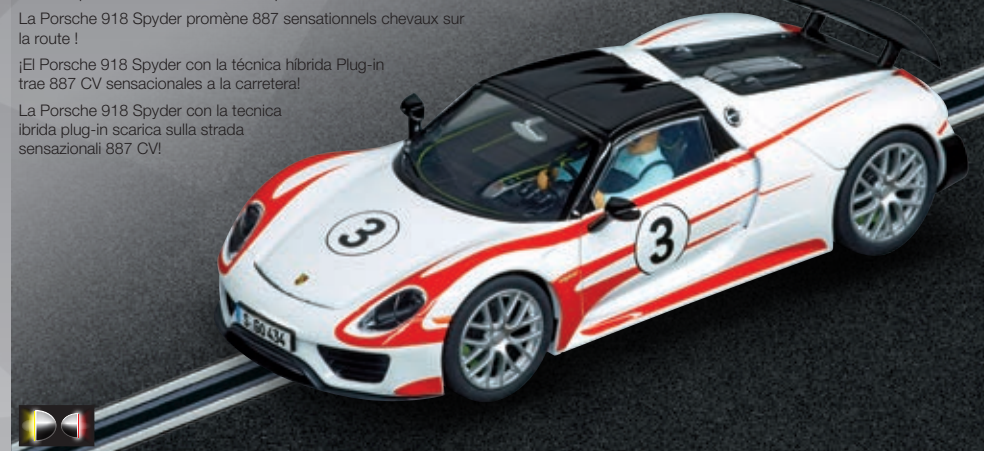 La Porsche 918 Spyder promène 887 sensationnels chevaux sur
la route !
¡El Porsche 918 Spyder con la técnica híbrida Plug-in
trae 887 CV sensacionales a la carretera!
La Porsche 918 Spyder con la tecnica
ibrida plug-in scarica sulla strada
sensazionali 887 CV!
3
3
S GO 434